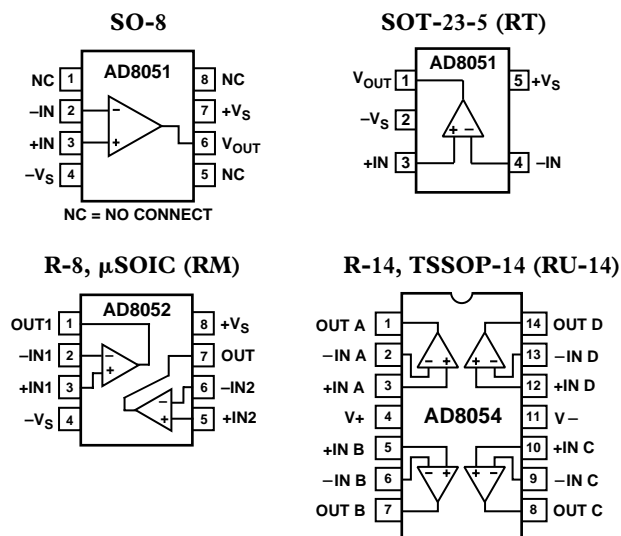 SO-8
AD8051
NC 1
8 NC
−IN 2
7 +VS
+IN 3
6 VOUT
−VS 4
5 NC
− +
NC = NO CONNECT
SOT-23-5 (RT)
AD8051
VOUT 1
5 +VS
−VS 2
+ −
+IN 3
4 −IN
R-8, µSOIC (RM)
AD8052
OUT1 1
8 +VS
−IN1 2
7 OUT
+IN1 3
6 −IN2
−VS 4
5 +IN2
− +
− +
R-14, TSSOP-14 (RU-14)
OUT A 1
14 OUT D
−IN A 2
13 −IN D
+IN A 3
12 +IN D
− +
+ −
V+ 4
AD8054
11 V−
+IN B 5
10 +IN C
−IN B 6
9 −IN C
− +
+ −
OUT B 7
8 OUT C